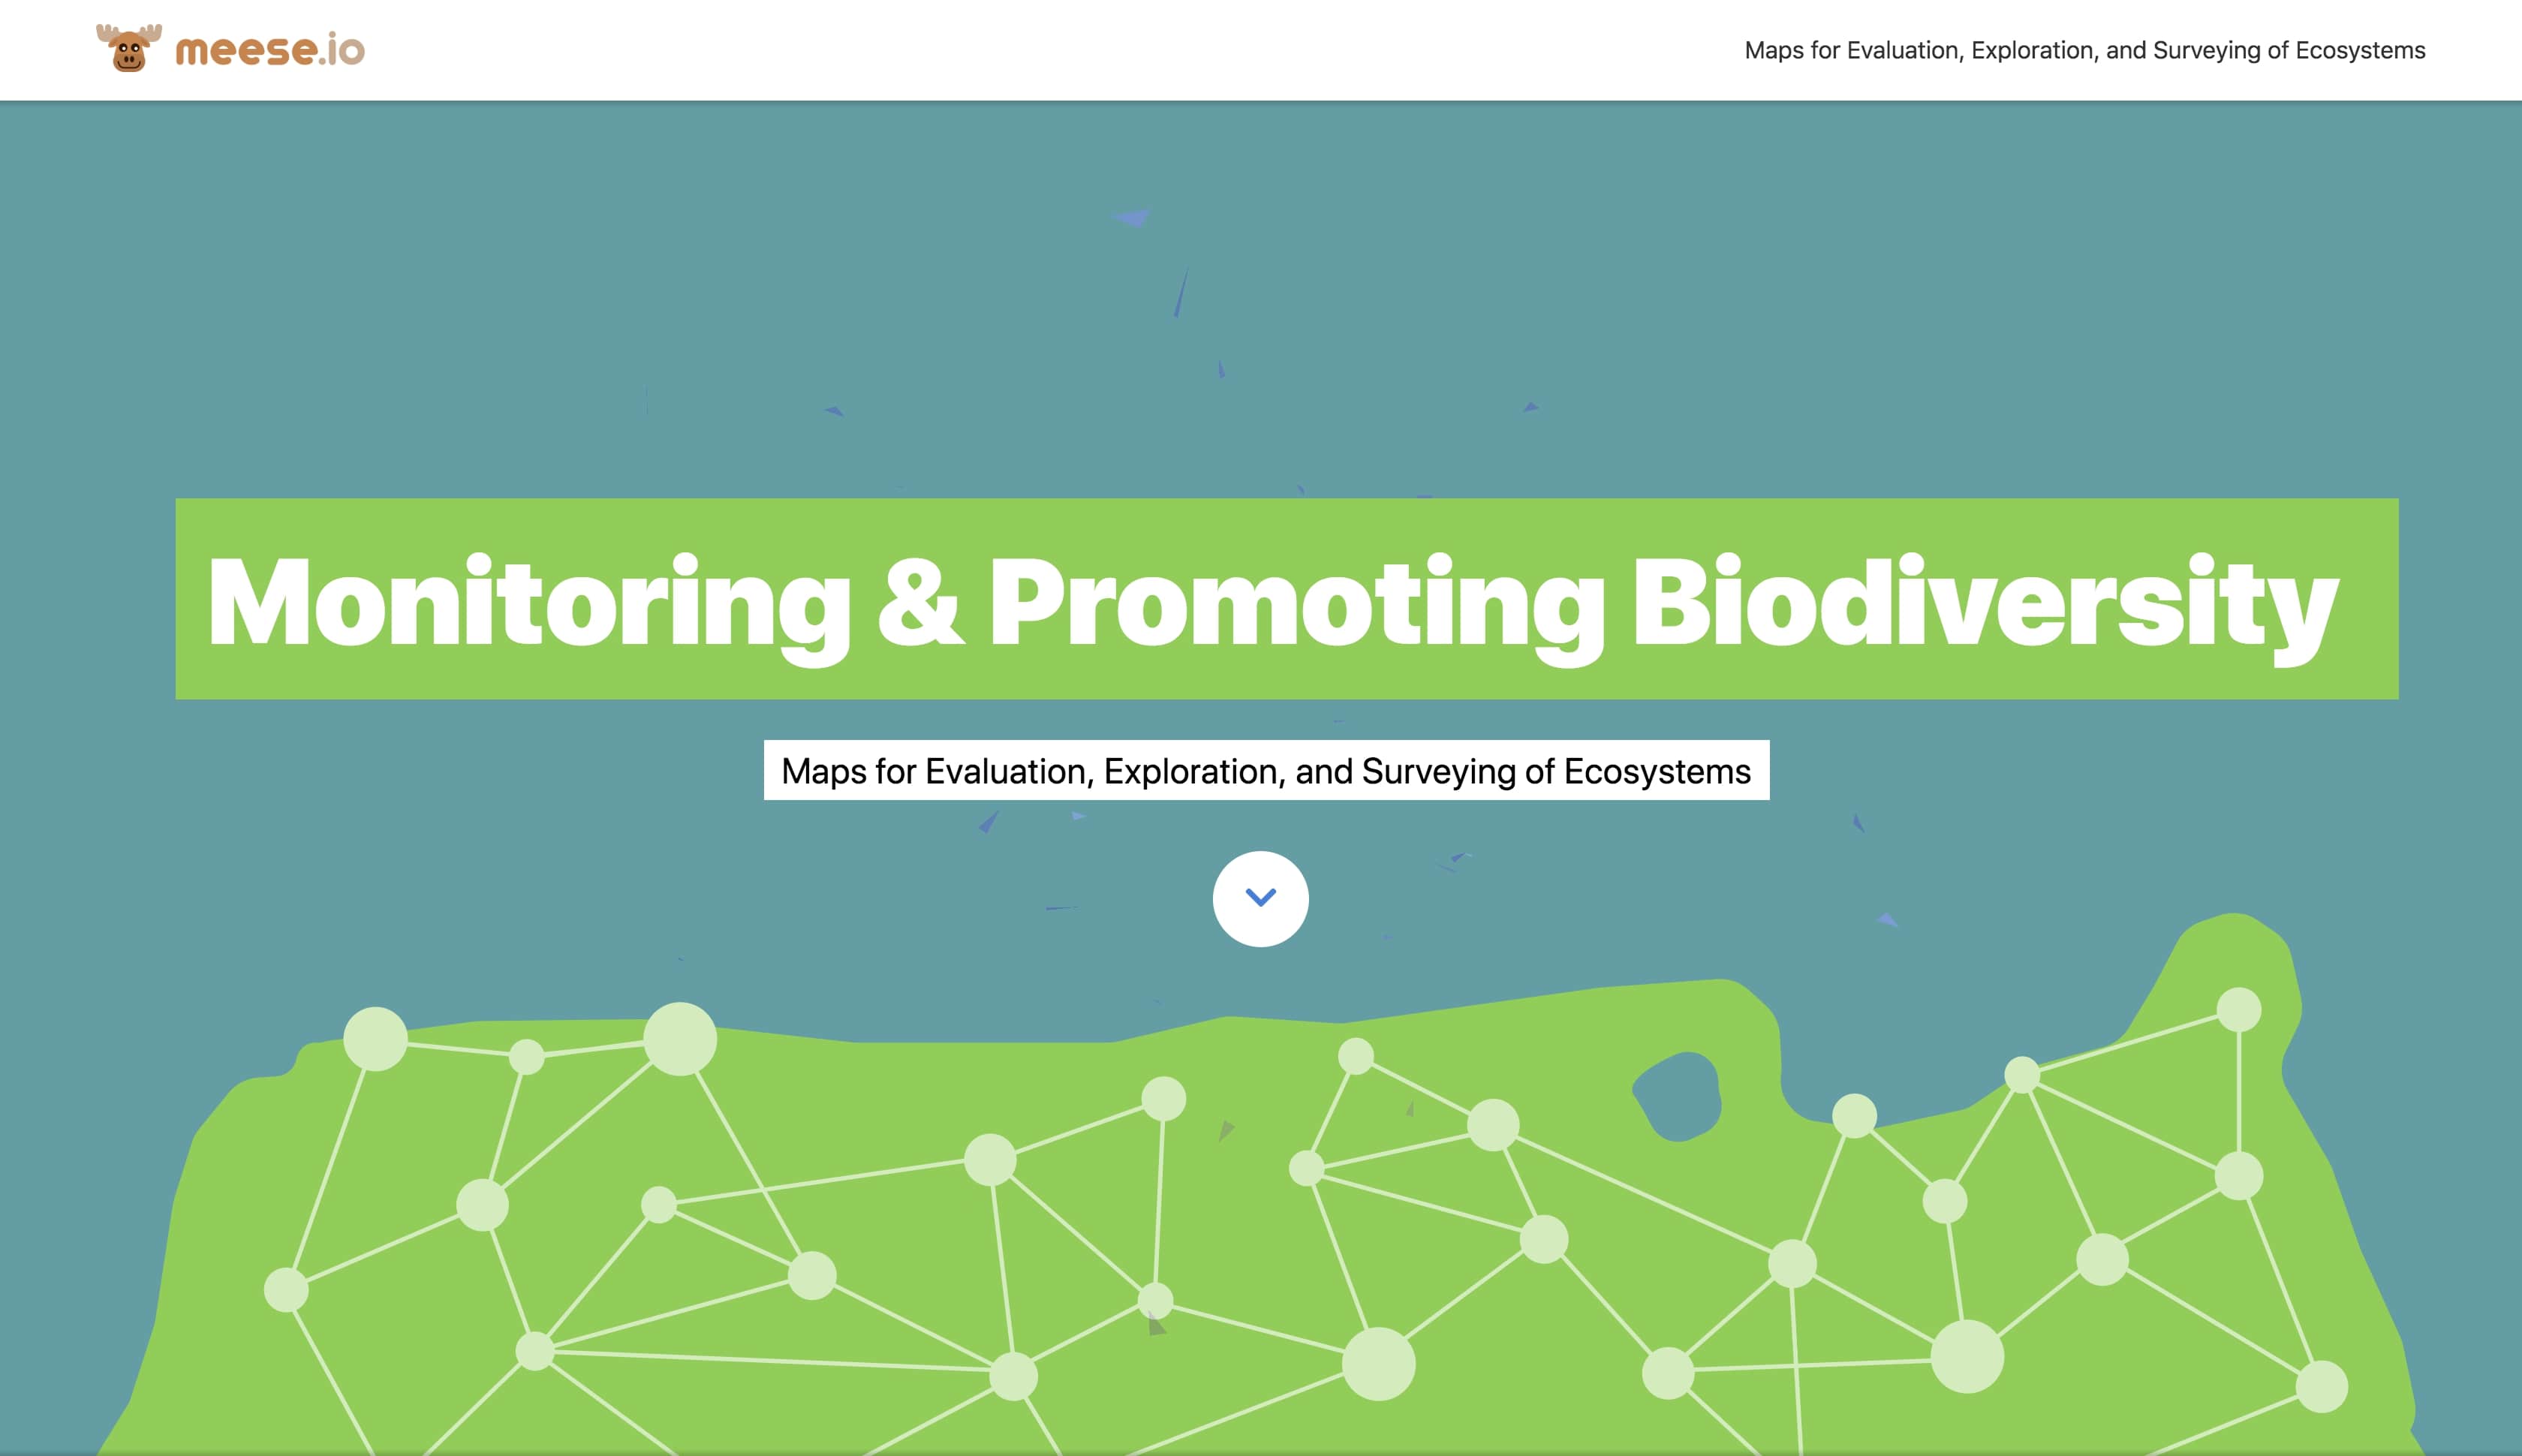 meese.io
Maps for Evaluation, Exploration, and Surveying of Ecosystems
Monitoring & Promoting Biodiversity
Maps for Evaluation, Exploration, and Surveying of Ecosystems